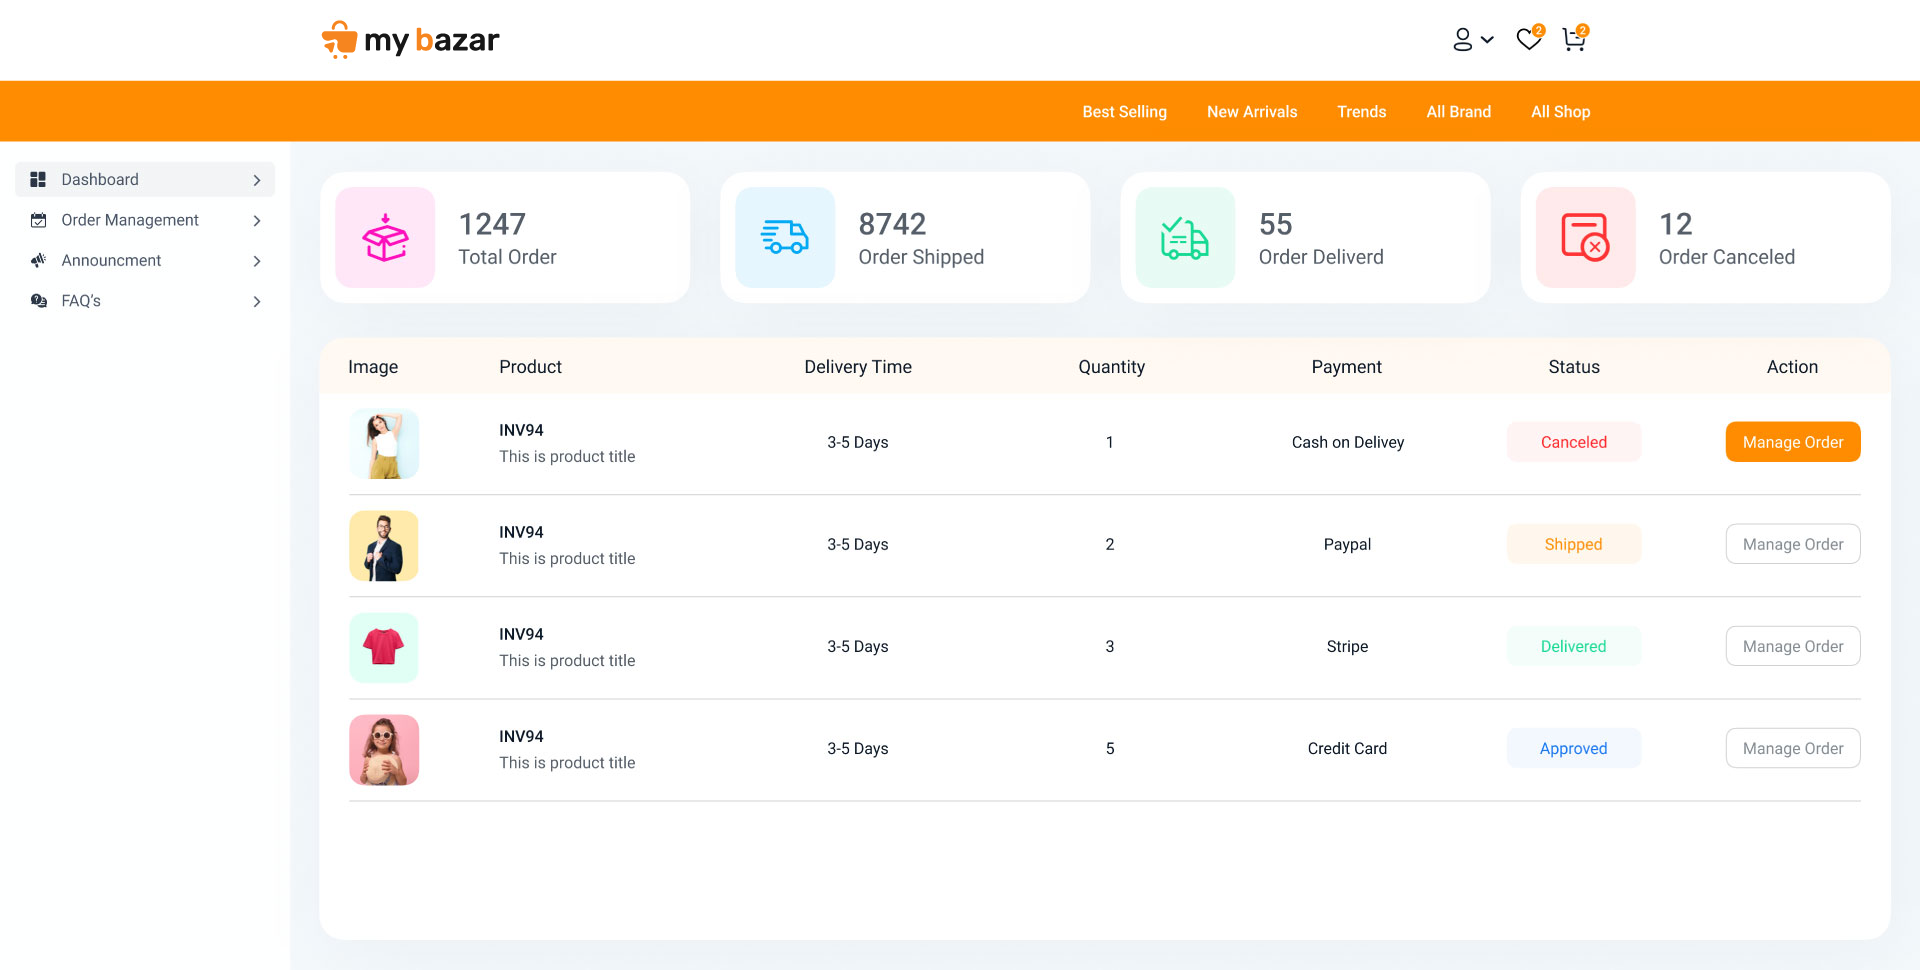 my bazar
2
2
Best Selling
New Arrivals
Trends
All Brand
All Shop
Dashboard
Order Management
Announcment
FAQ's
1247
Total Order
8742
Order Shipped
55
Order Deliverd
12
Order Canceled
Image Product Delivery Time Quantity Payment Status Action
INV94
This is product title
3-5 Days
1
Cash on Delivey
Canceled
Manage Order
INV94
This is product title
3-5 Days
2
Paypal
Shipped
Manage Order
INV94
This is product title
3-5 Days
3
Stripe
Delivered
Manage Order
INV94
This is product title
3-5 Days
5
Credit Card
Approved
Manage Order